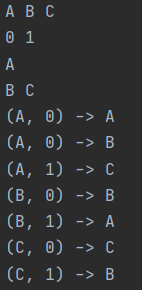 A B C
0 1
A
B C
(A, 0) -> A
(A, 0) -> B
(A, 1) -> C
(B, 0) -> B
(B, 1) -> A
(C, 0) -> C
(C, 1) -> B